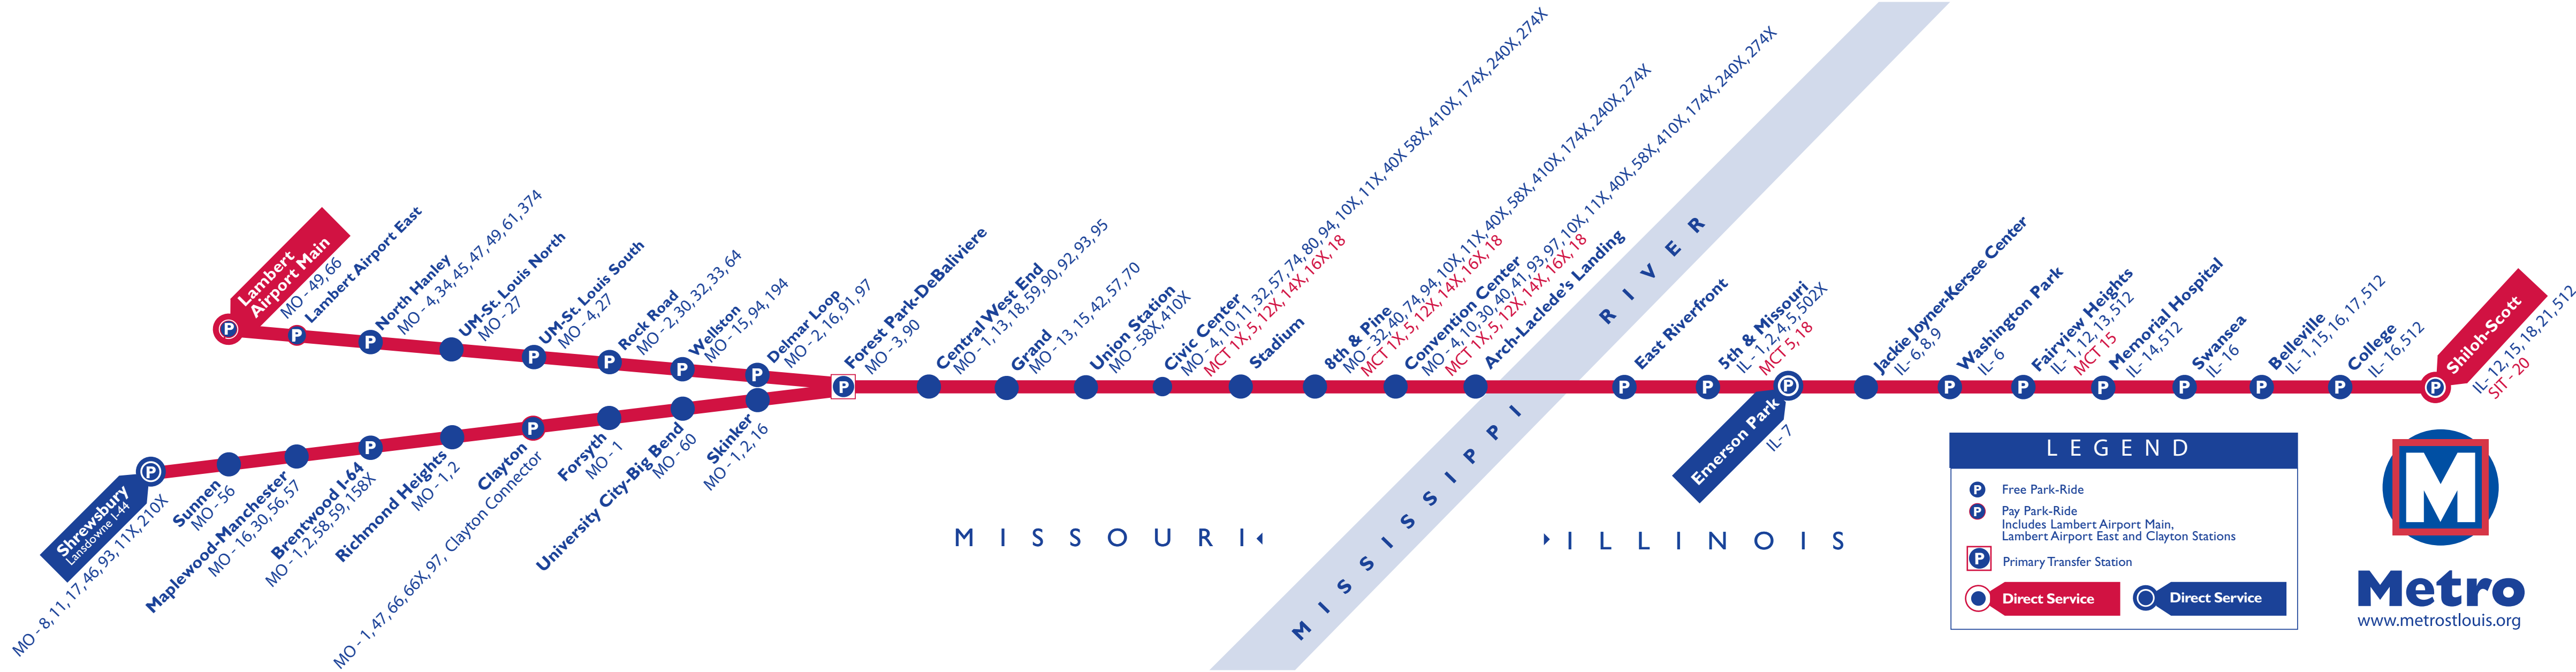 Lambert
Airport Main
MO - 49, 66
Lambert Airport East
North Hanley
MO - 4, 34, 45, 47, 49, 61, 374
UM-St. Louis North
MO - 27
UM-St. Louis South
MO - 4, 27
Rock Road
MO - 2, 30, 32, 33, 64
Wellston
MO - 15, 94, 194
Delmar Loop
MO - 2, 16, 91, 97
Forest Park-DeBaliviere
MO - 3, 90
Central West End
MO - 1, 13, 18, 59, 90, 92, 93, 95
Grand
MO - 13, 15, 42, 57, 70
Union Station
MO - 58X, 410X
Civic Center
MO - 4, 10, 11, 32, 57, 74, 80, 94, 10X, 11X, 40X 58X, 410X, 174X, 240X, 274X
MCT 1X, 5, 12X, 14X, 16X, 18
Stadium
8th & Pine
MO - 32, 40, 74, 94, 10X, 11X, 40X, 58X, 410X, 174X, 240X, 274X
MCT 1X, 5, 12X, 14X, 16X, 18
Convention Center
MO - 4, 10, 30, 40, 41, 93, 97, 10X, 11X, 40X, 58X, 410X, 174X, 240X, 274X
MCT 1X, 5, 12X, 14X, 16X, 18
Arch-Laclede's Landing
East Riverfront
5th & Missouri
IL - 1, 2, 4, 5, 502X
MCT 5, 18
Emerson Park
IL - 7
Jackie Joyner-Kersee Center
IL - 6, 8, 9
Washington Park
IL - 6
Fairview Heights
IL - 1, 12, 13, 512
MCT 15
Memorial Hospital
IL - 14, 512
Swansea
IL - 16
Belleville
IL - 1, 15, 16, 17, 512
College
IL - 16, 512
Shiloh-Scott
IL - 12, 15, 18, 21, 512
SIT - 20
Shrewsbury
Lansdowne I-44
MO - 8, 11, 17, 46, 93, 11X, 210X
Sunnen
MO - 56
Maplewood-Manchester
MO - 16, 30, 56, 57
Brentwood I-64
MO - 1, 2, 58, 59, 158X
Richmond Heights
MO - 1, 2
Clayton
MO - 1, 47, 66, 66X, 97, Clayton Connector
Forsyth
MO - 1
University City-Big Bend
MO - 60
Skinker
MO - 1, 2, 16
MISSISSIPPI RIVER
MISSOURI
ILLINOIS
LEGEND
P Free Park-Ride
P Pay Park-Ride
Includes Lambert Airport Main,
Lambert Airport East and Clayton Stations
P Primary Transfer Station
Direct Service
Direct Service
M
Metro
www.metrostlouis.org